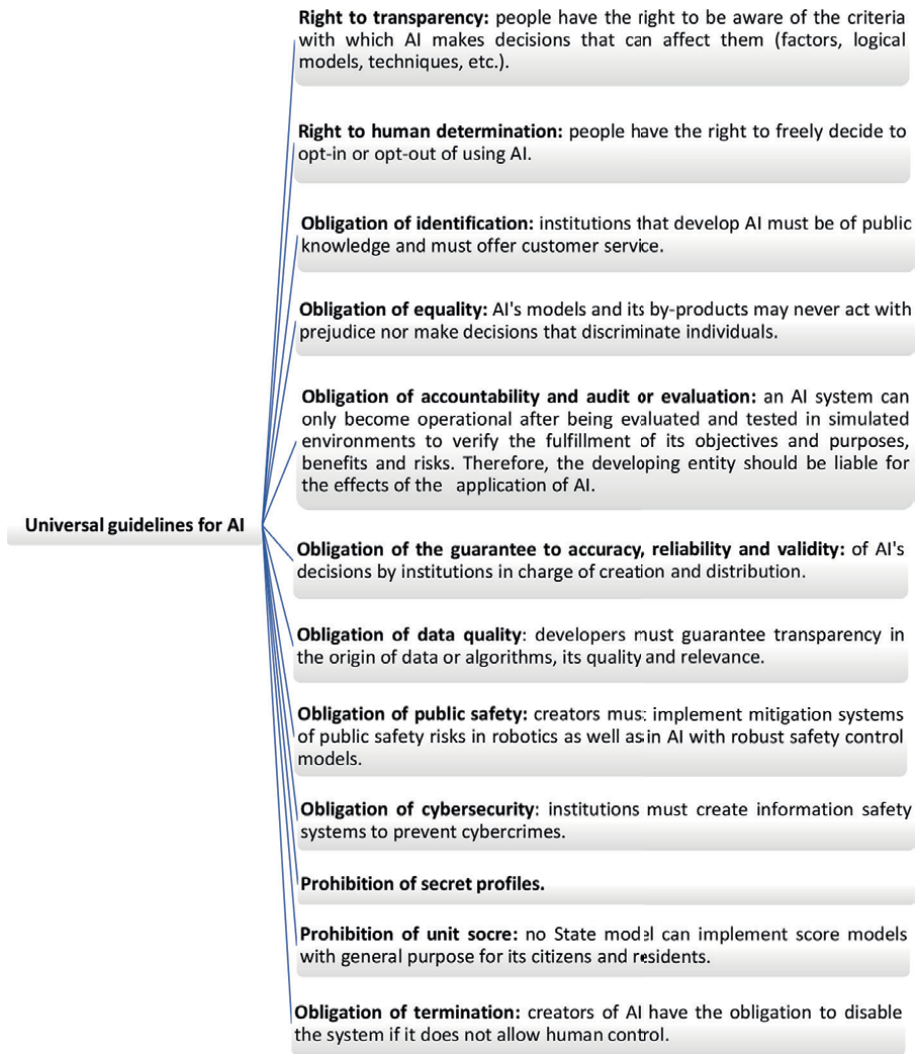 Right to transparency: people have the right to be aware of the criteria
with which AI makes decisions that can affect them (factors, logical
models, techniques, etc.).
Right to human determination: people have the right to freely decide to
opt-in or opt-out of using AI.
Obligation of identification: institutions that develop AI must be of public
knowledge and must offer customer service.
Obligation of equality: AI's models and its by-products may never act with
prejudice nor make decisions that discriminate individuals.
Obligation of accountability and audit or evaluation: an AI system can
only become operational after being evaluated and tested in simulated
environments to verify the fulfillment of its objectives and purposes,
benefits and risks. Therefore, the developing entity should be liable for
the effects of the application of AI.
Universal guidelines for AI
Obligation of the guarantee to accuracy, reliability and validity: of AI's
decisions by institutions in charge of creation and distribution.
Obligation of data quality: developers must guarantee transparency in
the origin of data or algorithms, its quality and relevance.
Obligation of public safety: creators must implement mitigation systems
of public safety risks in robotics as well as in AI with robust safety control
models.
Obligation of cybersecurity: institutions must create information safety
systems to prevent cybercrimes.
Prohibition of secret profiles.
Prohibition of unit socre: no State model can implement score models
with general purpose for its citizens and residents.
Obligation of termination: creators of AI have the obligation to disable
the system if it does not allow human control.